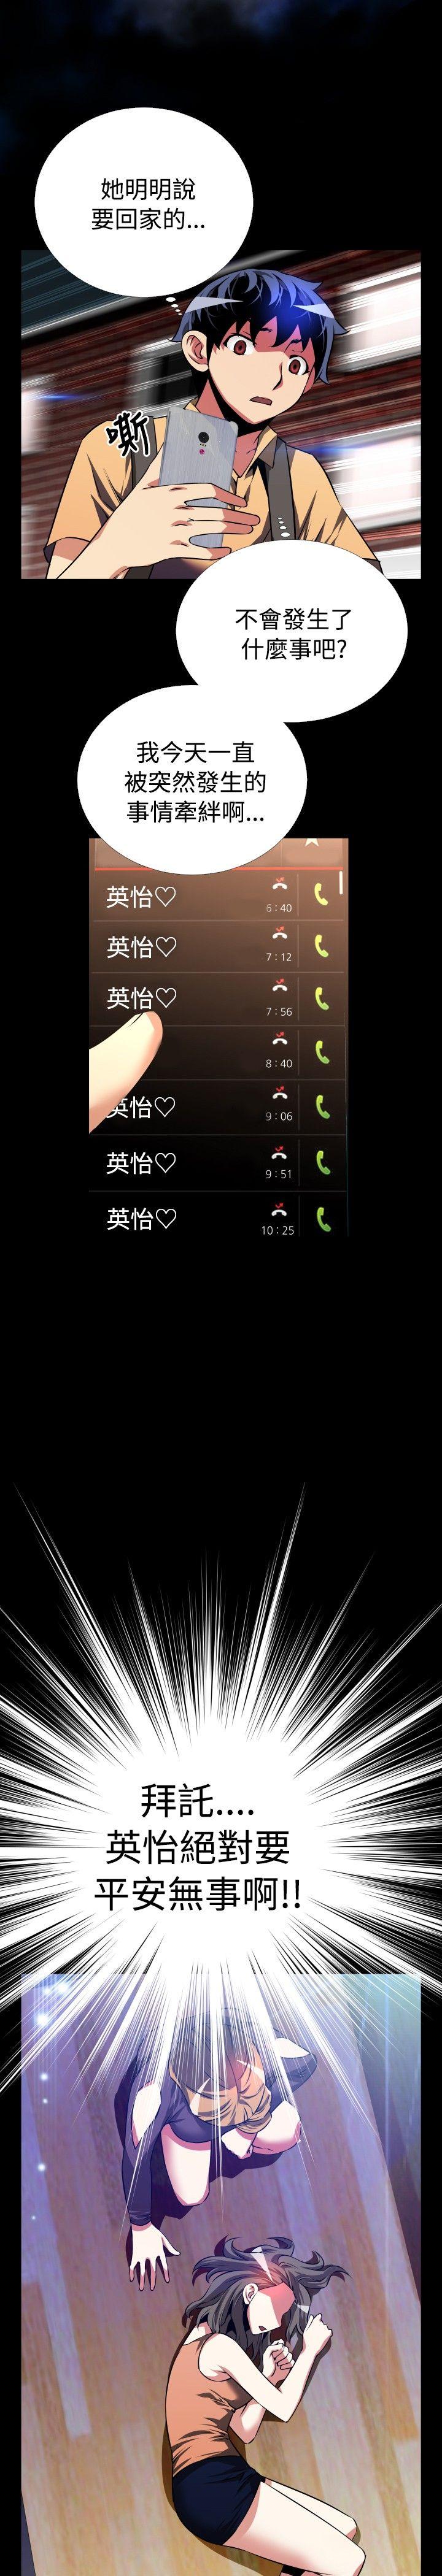 她明明說
要回家的...
嘶
不會發生了
什麼事吧?
我今天一直
被突然發生的
事情牽絆啊...
英怡♡ 6:40
英怡♡ 7:12
英怡♡ 7:56
8:40
英怡♡ 9:06
英怡♡ 9:51
英怡♡ 10:25
拜託....
英怡絕對要
平安無事啊!!